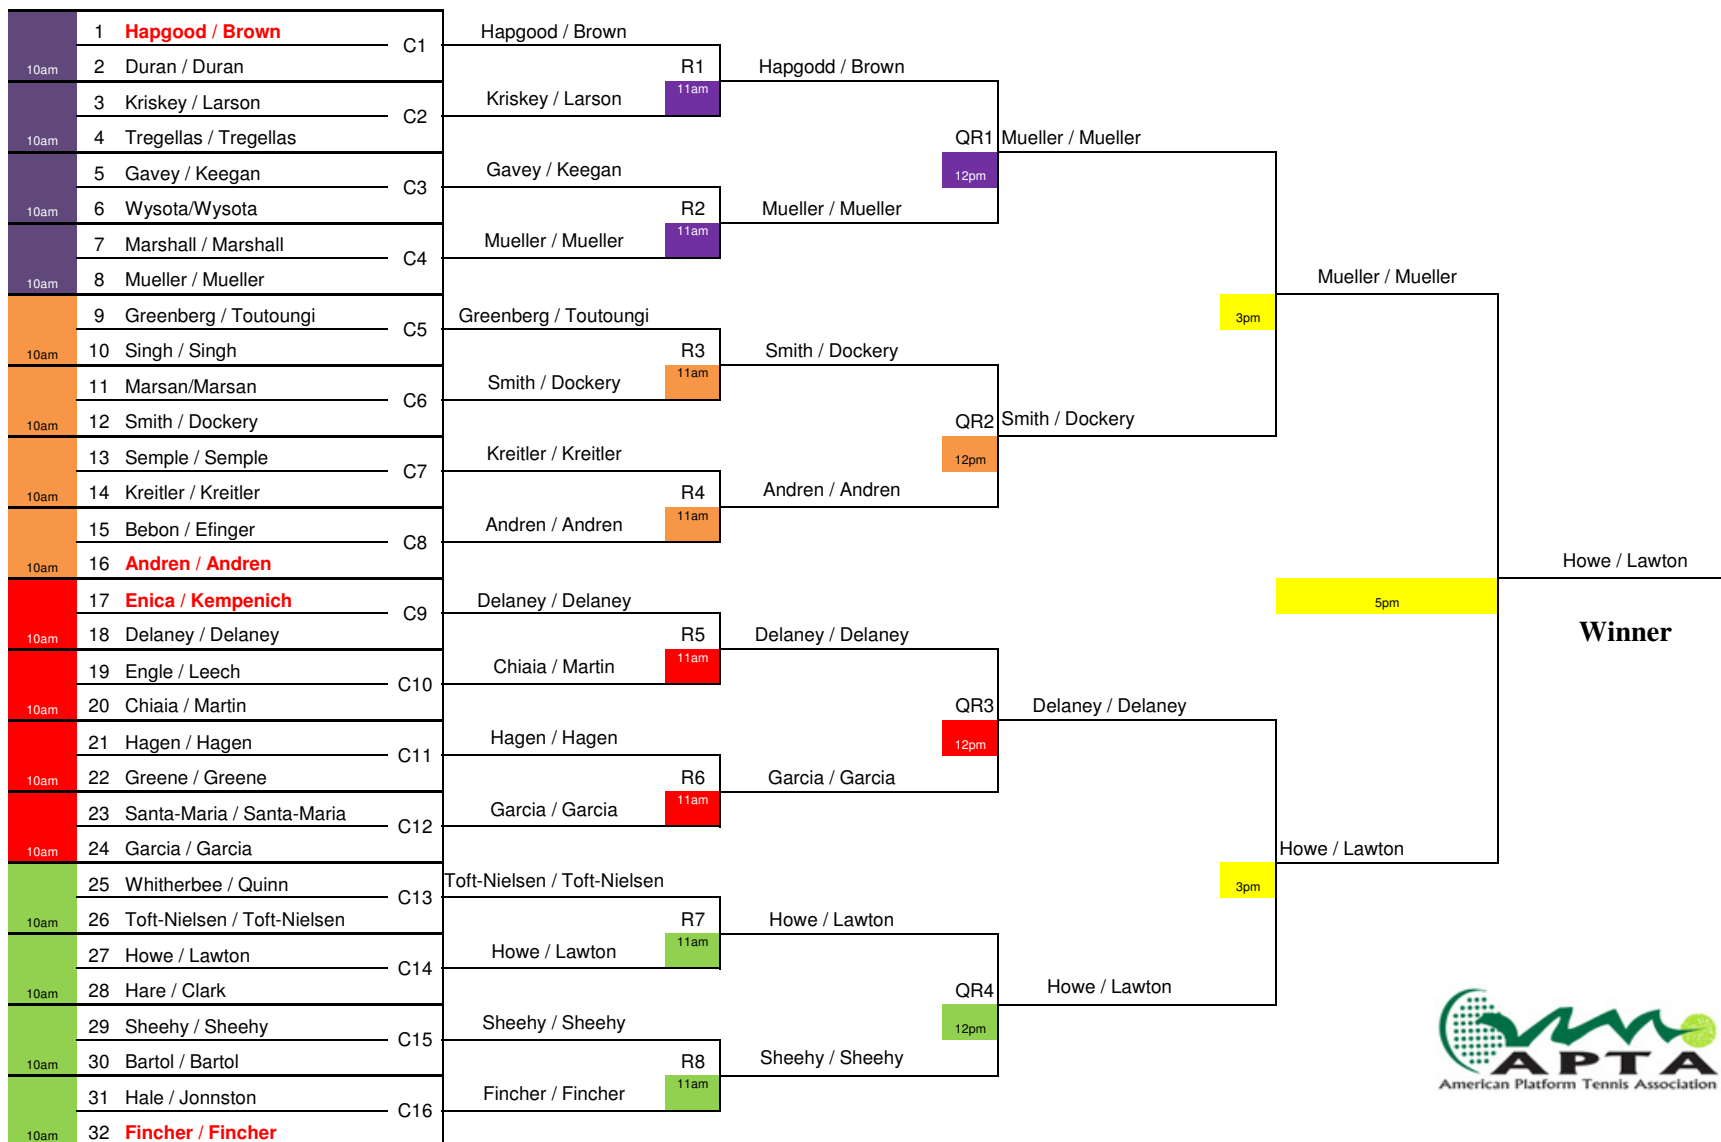 1 Hapgood / Brown
C1
Hapgood / Brown
10am
2 Duran / Duran
R1
Hapgodd / Brown
11am
3 Kriskey / Larson
C2
Kriskey / Larson
10am
4 Tregellas / Tregellas
QR1
Mueller / Mueller
12pm
5 Gavey / Keegan
C3
Gavey / Keegan
10am
6 Wysota/Wysota
R2
Mueller / Mueller
11am
7 Marshall / Marshall
C4
Mueller / Mueller
10am
8 Mueller / Mueller
Mueller / Mueller
3pm
9 Greenberg / Toutoungi
C5
Greenberg / Toutoungi
10am
10 Singh / Singh
R3
Smith / Dockery
11am
11 Marsan/Marsan
C6
Smith / Dockery
10am
12 Smith / Dockery
QR2
Smith / Dockery
12pm
13 Semple / Semple
C7
Kreitler / Kreitler
10am
14 Kreitler / Kreitler
R4
Andren / Andren
11am
15 Bebon / Efinger
C8
Andren / Andren
10am
16 Andren / Andren
Howe / Lawton
5pm
Winner
17 Enica / Kempenich
C9
Delaney / Delaney
10am
18 Delaney / Delaney
R5
Delaney / Delaney
11am
19 Engle / Leech
C10
Chiaia / Martin
10am
20 Chiaia / Martin
QR3
Delaney / Delaney
12pm
21 Hagen / Hagen
C11
Hagen / Hagen
10am
22 Greene / Greene
R6
Garcia / Garcia
11am
23 Santa-Maria / Santa-Maria
C12
Garcia / Garcia
10am
24 Garcia / Garcia
Howe / Lawton
3pm
25 Whitherbee / Quinn
C13
Toft-Nielsen / Toft-Nielsen
10am
26 Toft-Nielsen / Toft-Nielsen
R7
Howe / Lawton
11am
27 Howe / Lawton
C14
Howe / Lawton
10am
28 Hare / Clark
QR4
Howe / Lawton
12pm
29 Sheehy / Sheehy
C15
Sheehy / Sheehy
10am
30 Bartol / Bartol
R8
Sheehy / Sheehy
11am
31 Hale / Jonnston
C16
Fincher / Fincher
10am
32 Fincher / Fincher
APTA
American Platform Tennis Association